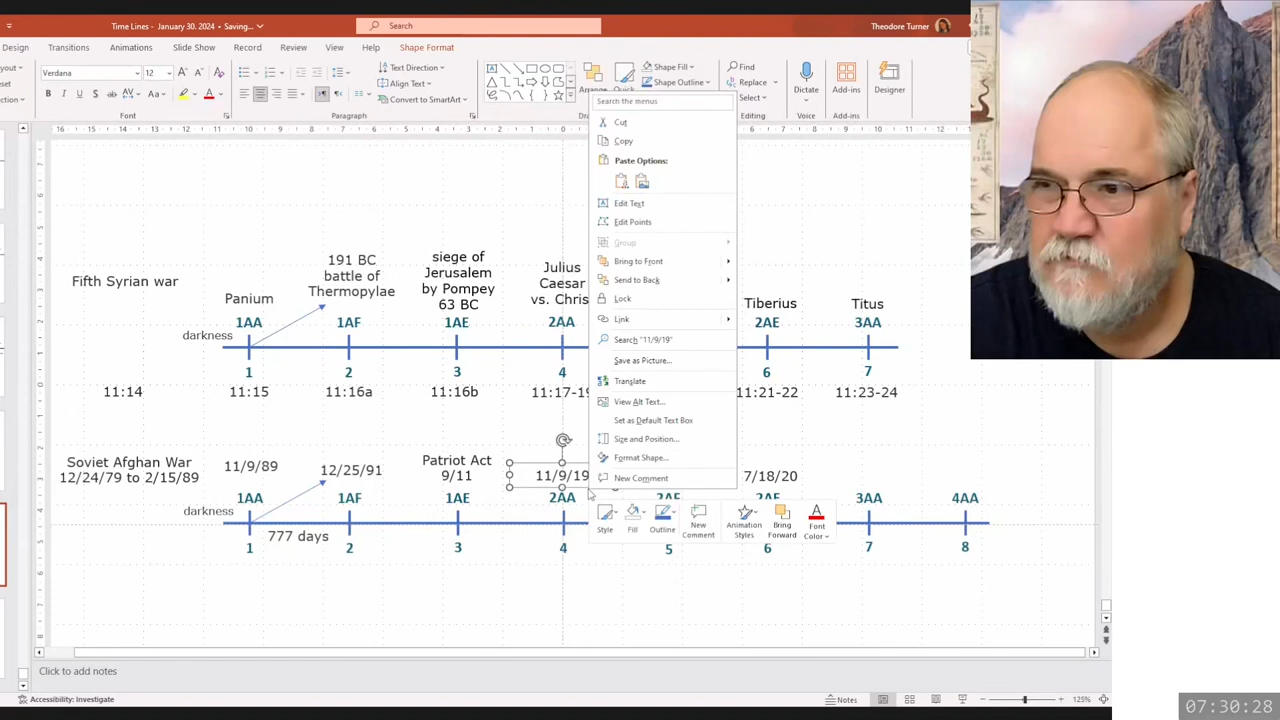 Time Lines - January 30. 2024 • Saving...
Search
Theodore Turner
Design Transitions Animations Slide Show Record Review View Help Shape Format
Verdana 12
Text Direction
Align Text
Convert to SmartArt
Shape Fill
Shape Outline
Find
Replace
Select
Arrange Quick
Dictate
Add-ins
Designer
Font Paragraph Voice Add-ins
Search the menus
Cut
Copy
Paste Options:
Edit Text
Edit Points
Group
Bring to Front
Send to Back
Lock
Link
Search "11/9/19"
Save as Picture...
Translate
View Alt Text...
Set as Default Text Box
Size and Position...
Format Shape...
New Comment
Style Fill Outline New Comment Animation Styles Bring Forward Font Color
Fifth Syrian war
Panium
191 BC
battle of
Thermopylae
siege of
Jerusalem
by Pompey
63 BC
Julius
Caesar
vs. Chris
Tiberius
Titus
darkness
1AA 1AF 1AE 2AA 2AE 3AA
1 2 3 4 6 7
11:14 11:15 11:16a 11:16b 11:17-19 11:21-22 11:23-24
Soviet Afghan War
12/24/79 to 2/15/89
11/9/89
12/25/91
Patriot Act
9/11
11/9/19
7/18/20
darkness
1AA 1AF 1AE 2AA 3AA 4AA
777 days
1 2 3 4 5 6 7 8
Click to add notes
Accessibility: Investigate
Notes
125%
07:30:28